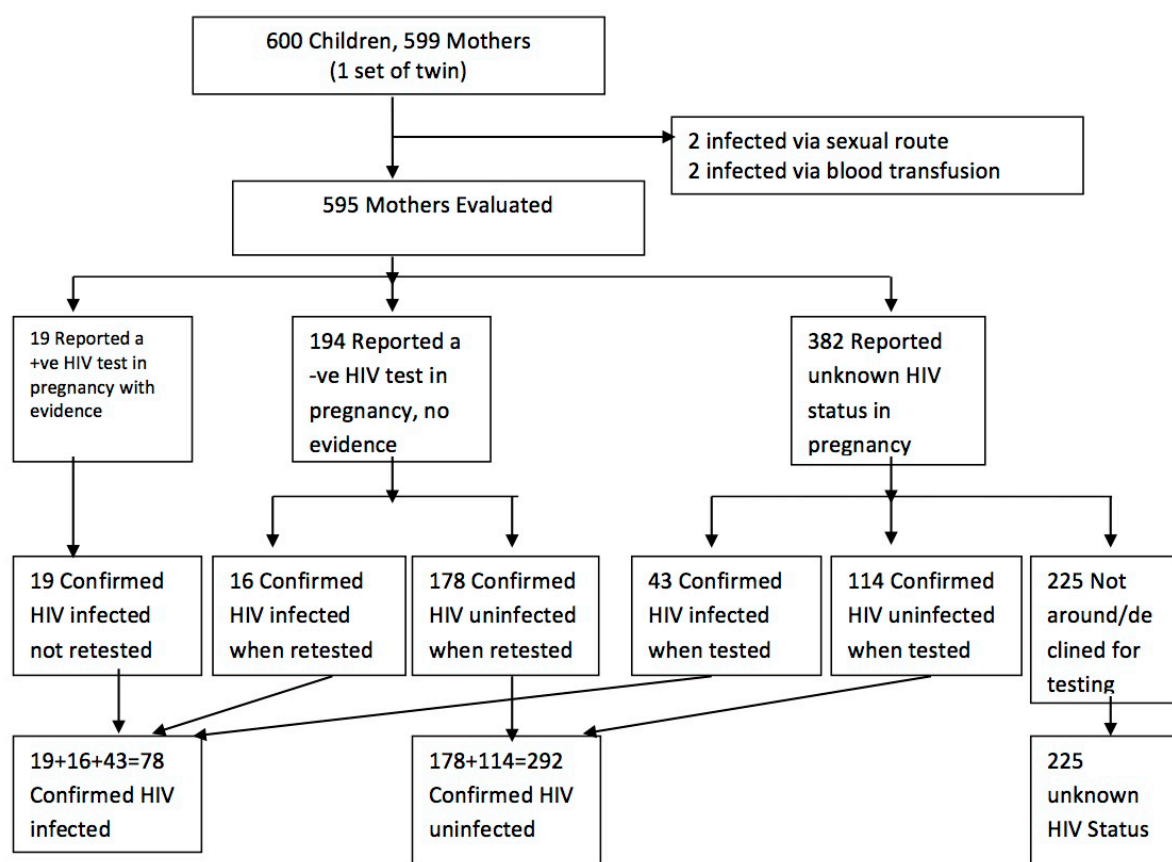 600 Children, 599 Mothers
(1 set of twin)
2 infected via sexual route
2 infected via blood transfusion
595 Mothers Evaluated
19 Reported a
+ve HIV test in
pregnancy with
evidence
194 Reported a
-ve HIV test in
pregnancy, no
evidence
382 Reported
unknown HIV
status in
pregnancy
19 Confirmed
HIV infected
not retested
16 Confirmed
HIV infected
when retested
178 Confirmed
HIV uninfected
when retested
43 Confirmed
HIV infected
when tested
114 Confirmed
HIV uninfected
when tested
225 Not
around/de
clined for
testing
19+16+43=78
Confirmed HIV
infected
178+114=292
Confirmed HIV
uninfected
225
unknown
HIV Status